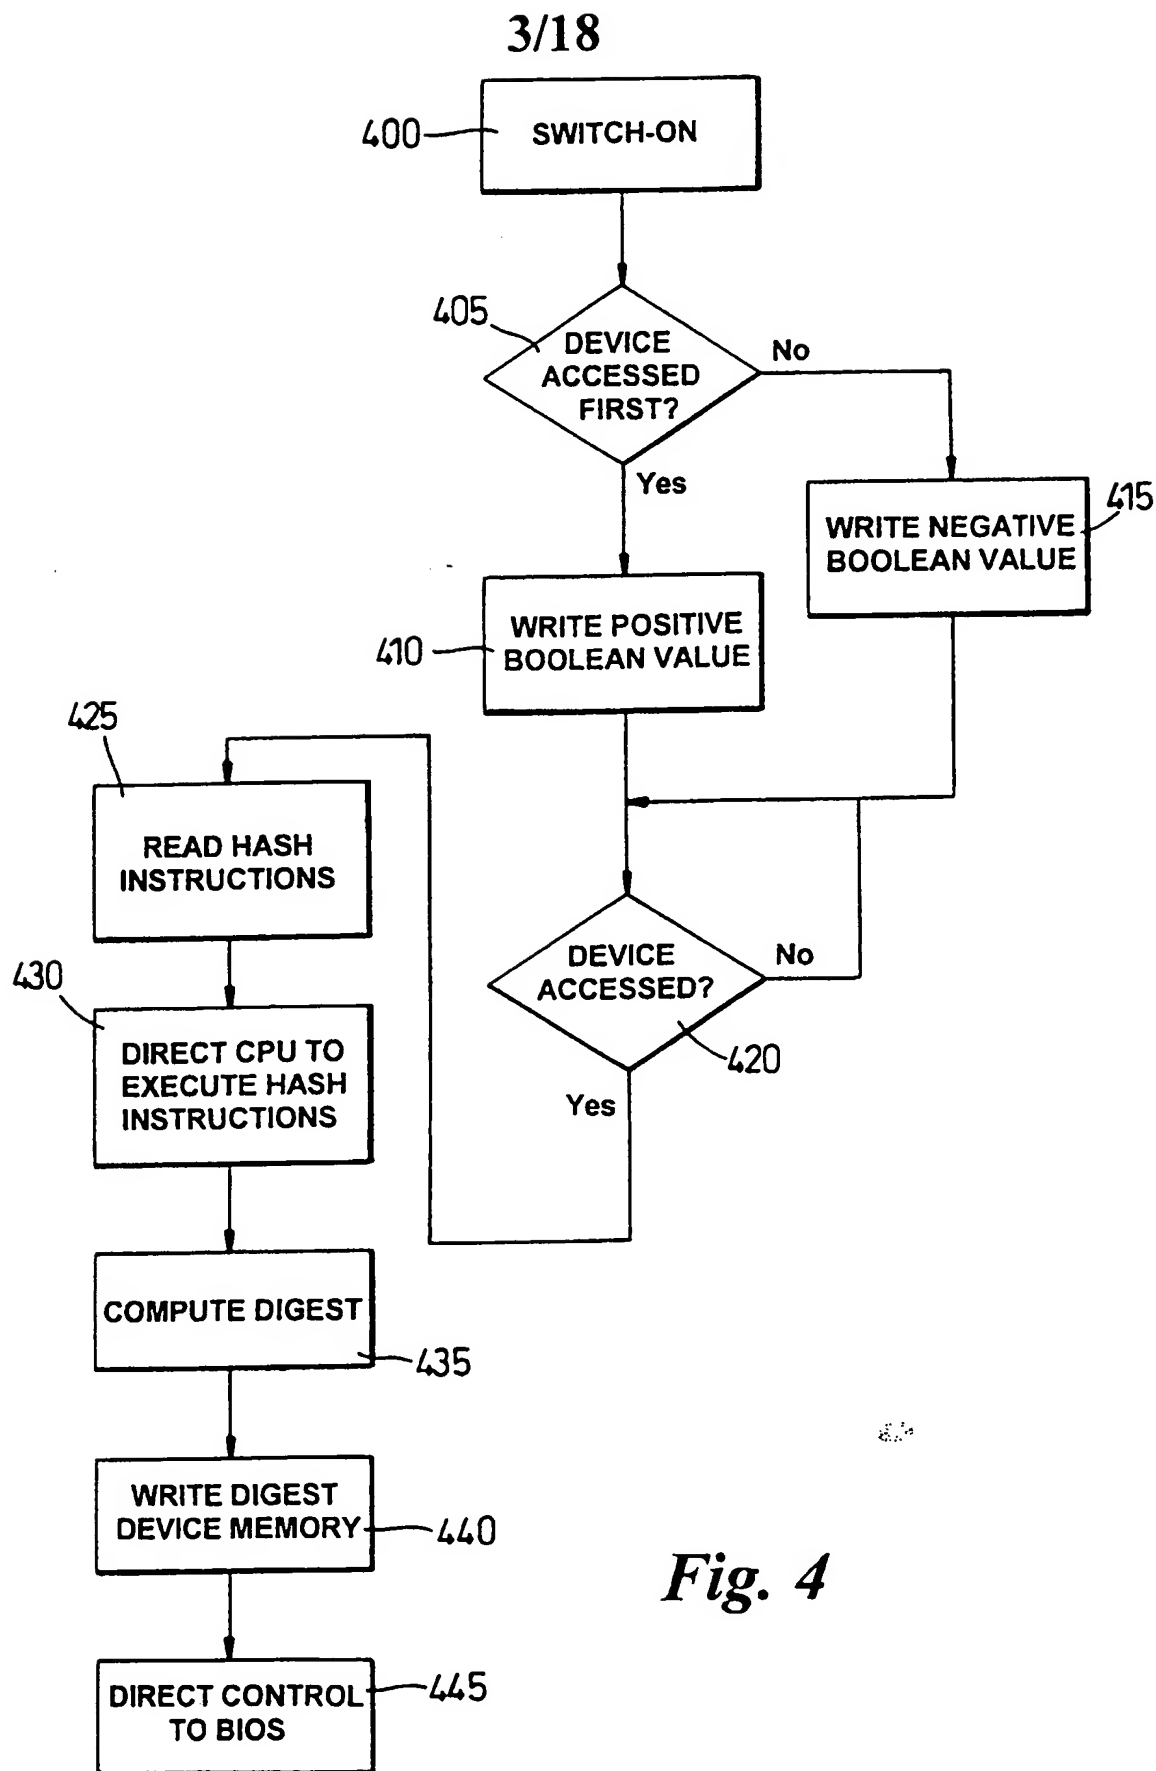 3/18
400
SWITCH-ON
405
DEVICE
ACCESSED
FIRST?
No
Yes
415
WRITE NEGATIVE
BOOLEAN VALUE
410
WRITE POSITIVE
BOOLEAN VALUE
425
READ HASH
INSTRUCTIONS
DEVICE
ACCESSED?
No
420
Yes
430
DIRECT CPU TO
EXECUTE HASH
INSTRUCTIONS
COMPUTE DIGEST
435
WRITE DIGEST
DEVICE MEMORY
440
Fig. 4
DIRECT CONTROL
TO BIOS
445